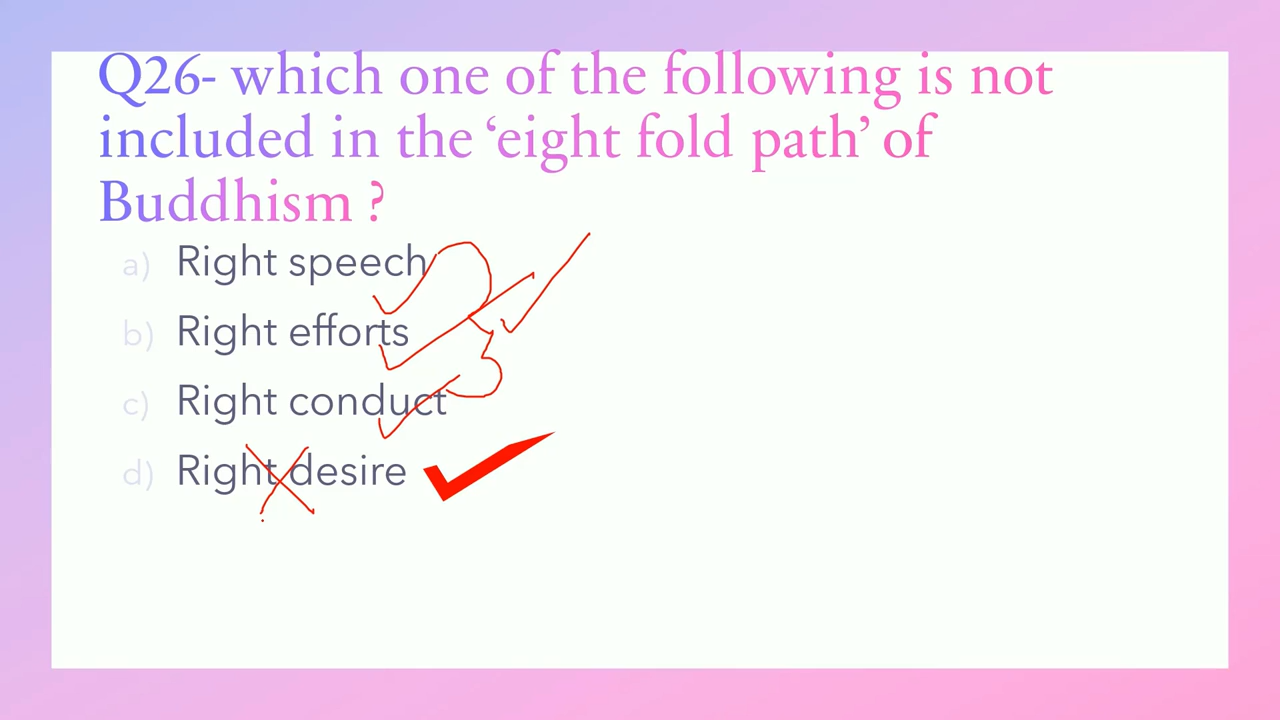 Q26- which one of the following is not
included in the ‘eight fold path’ of
Buddhism ?
a) Right speech
b) Right efforts
c) Right conduct
d) Right desire